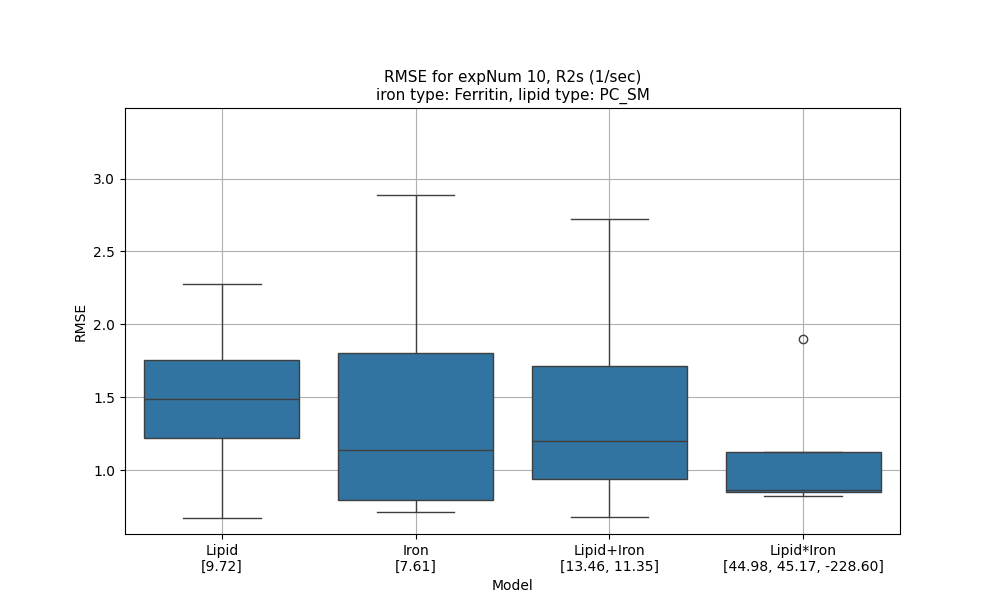 RMSE for expNum 10, R2s (1/sec)
iron type: Ferritin, lipid type: PC_SM
3.0
2.5
2.0
1.5
1.0
RMSE
Lipid
[9.72]
Iron
[7.61]
Lipid+Iron
[13.46, 11.35]
Lipid*Iron
[44.98, 45.17, -228.60]
Model